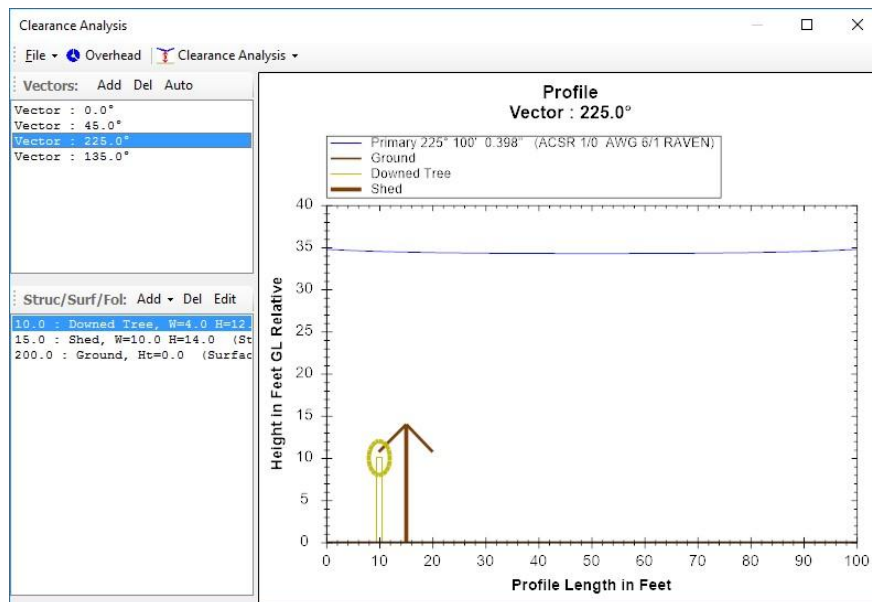 Clearance Analysis
File Overhead Clearance Analysis
Vectors: Add Del Auto
Vector : 0.0°
Vector : 45.0°
Vector : 225.0°
Vector : 135.0°
Struc/Surf/Fol: Add Del Edit
10.0 : Downed Tree, W=4.0 H=12.
15.0 : Shed, W=10.0 H=14.0 (St
200.0 : Ground, Ht=0.0 (Surfac
Profile
Vector : 225.0°
Primary 225° 100' 0.398" (ACSR 1/0 AWG 6/1 RAVEN)
Ground
Downed Tree
Shed
Height in Feet GL Relative
40
35
30
25
20
15
10
5
0
0 10 20 30 40 50 60 70 80 90 100
Profile Length in Feet